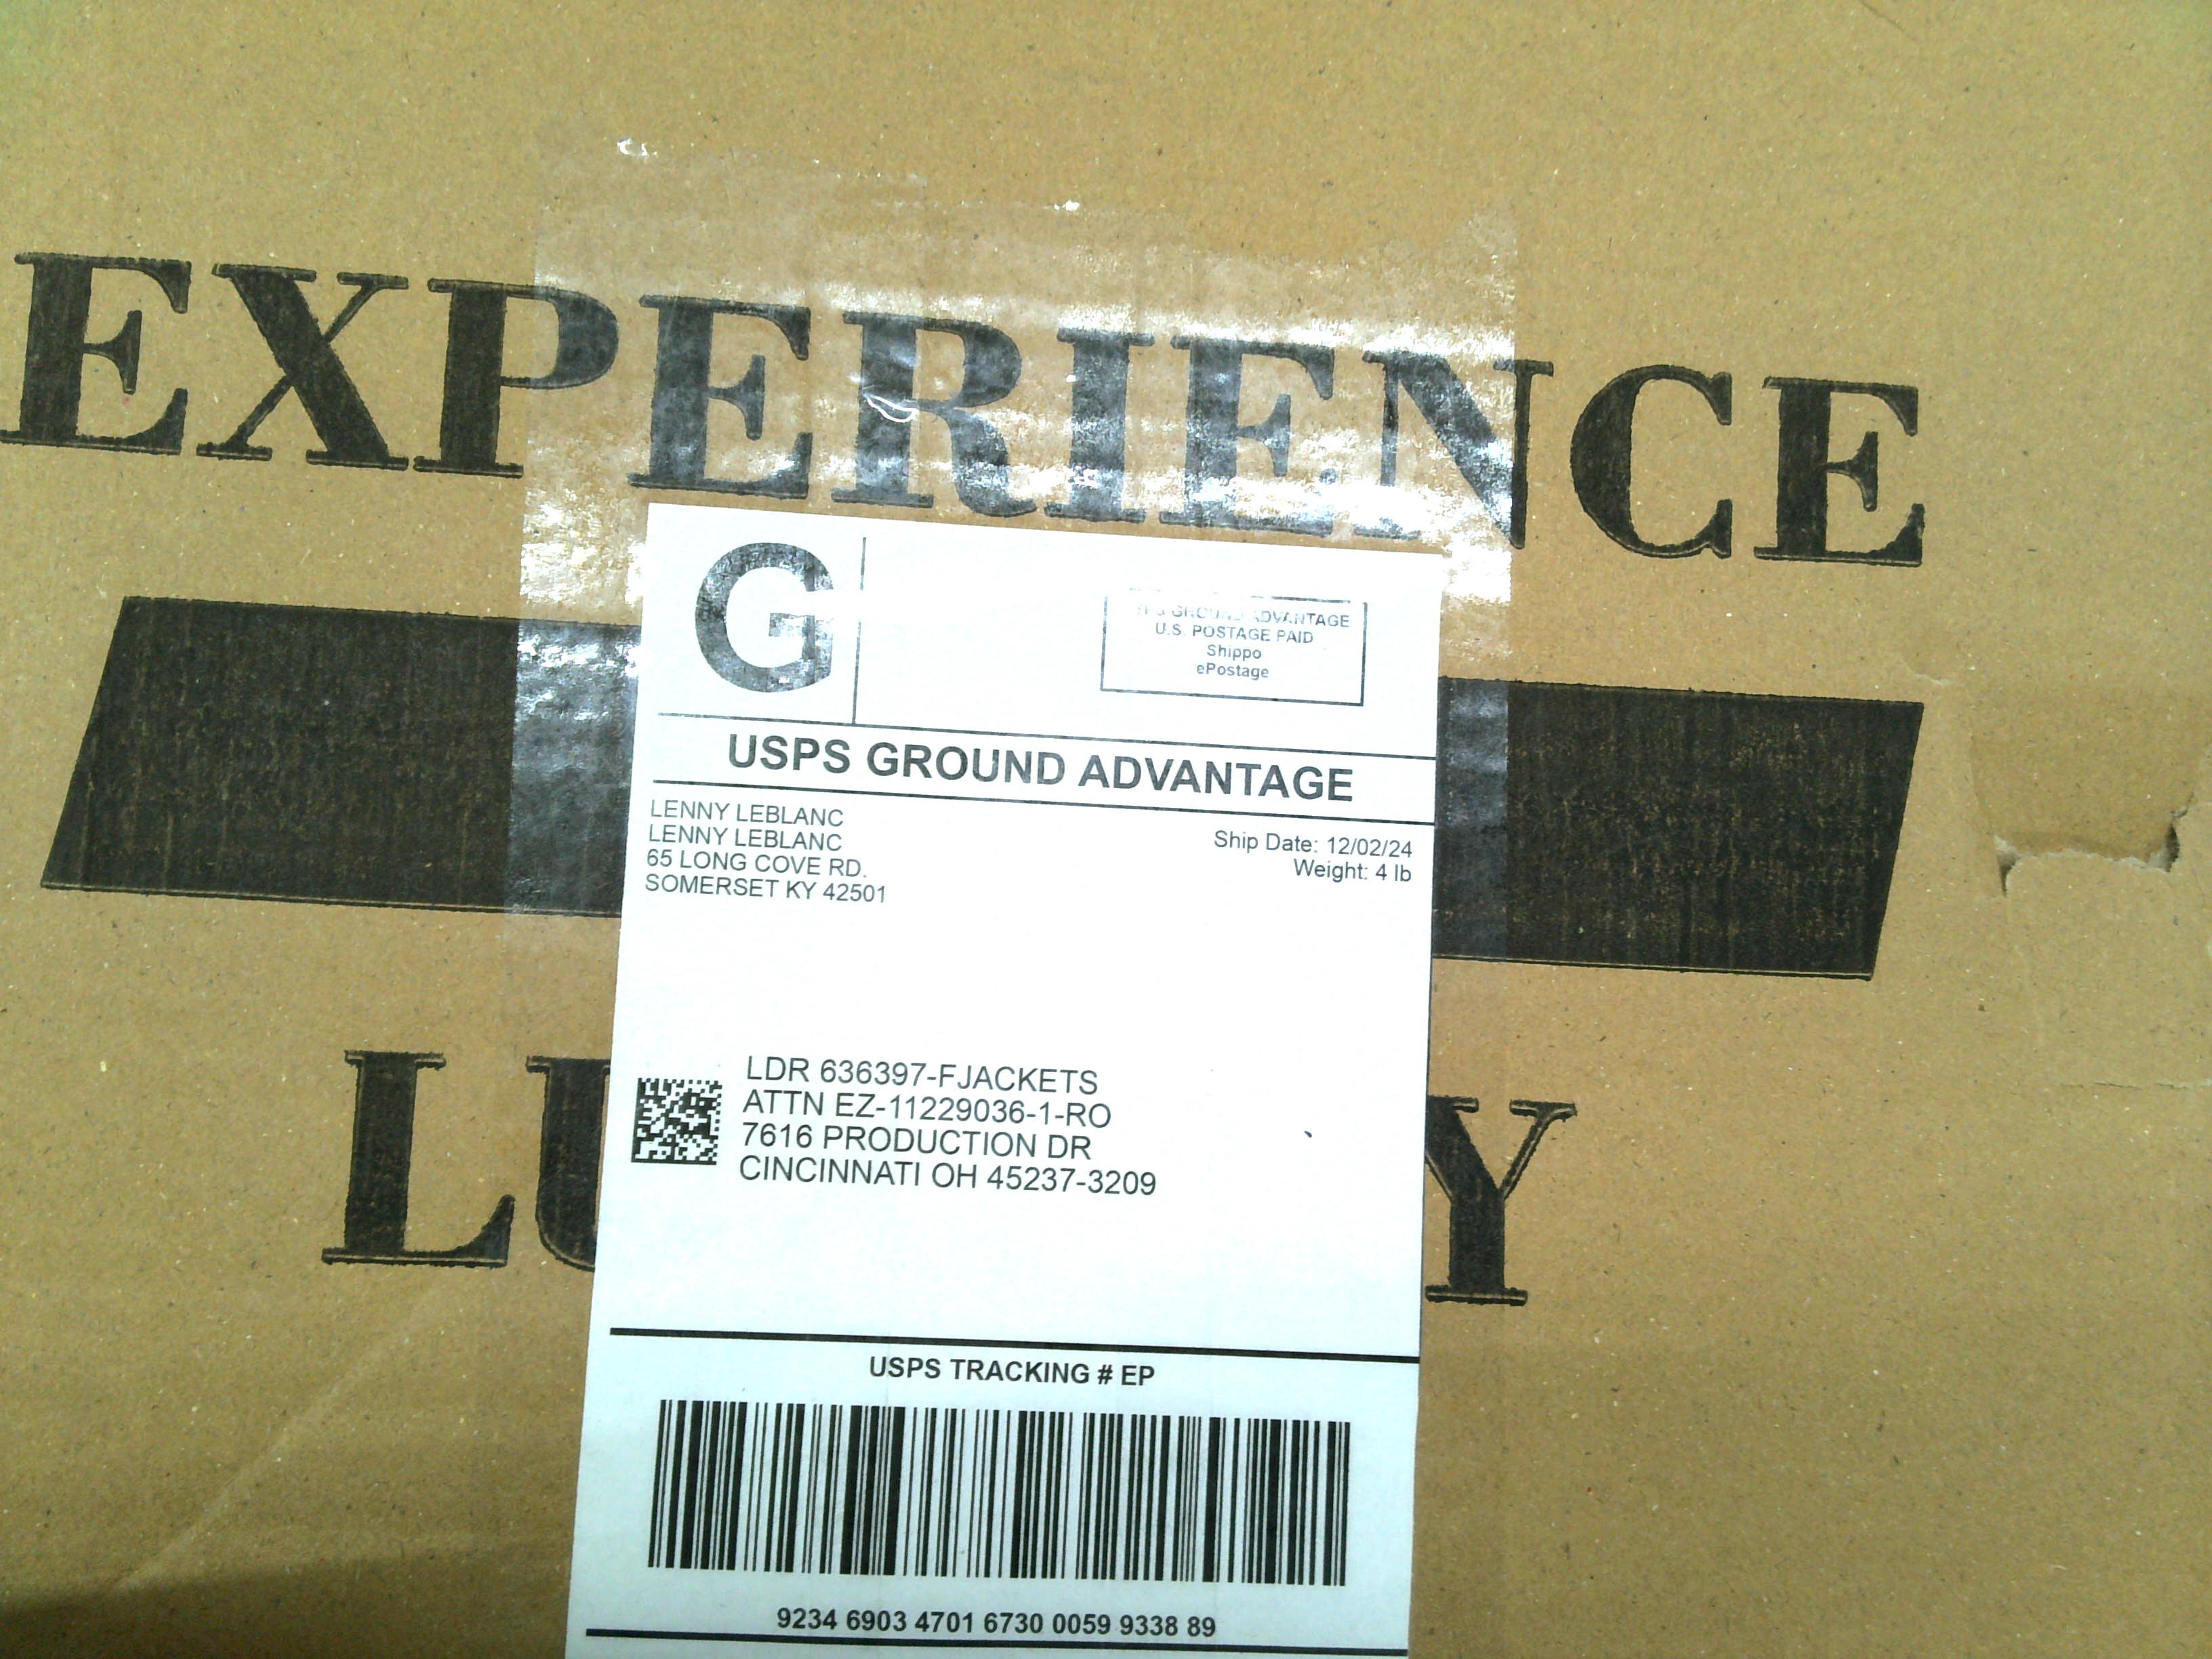 EXPERIENCE
G
GROUND ADVANTAGE
U.S. POSTAGE PAID
Shippo
ePostage
USPS GROUND ADVANTAGE
LENNY LEBLANC
LENNY LEBLANC
65 LONG COVE RD.
SOMERSET KY 42501
Ship Date: 12/02/24
Weight: 4 lb
LDR 636397-FJACKETS
ATTN EZ-11229036-1-RO
7616 PRODUCTION DR
CINCINNATI OH 45237-3209
USPS TRACKING # EP
9234 6903 4701 6730 0059 9338 89